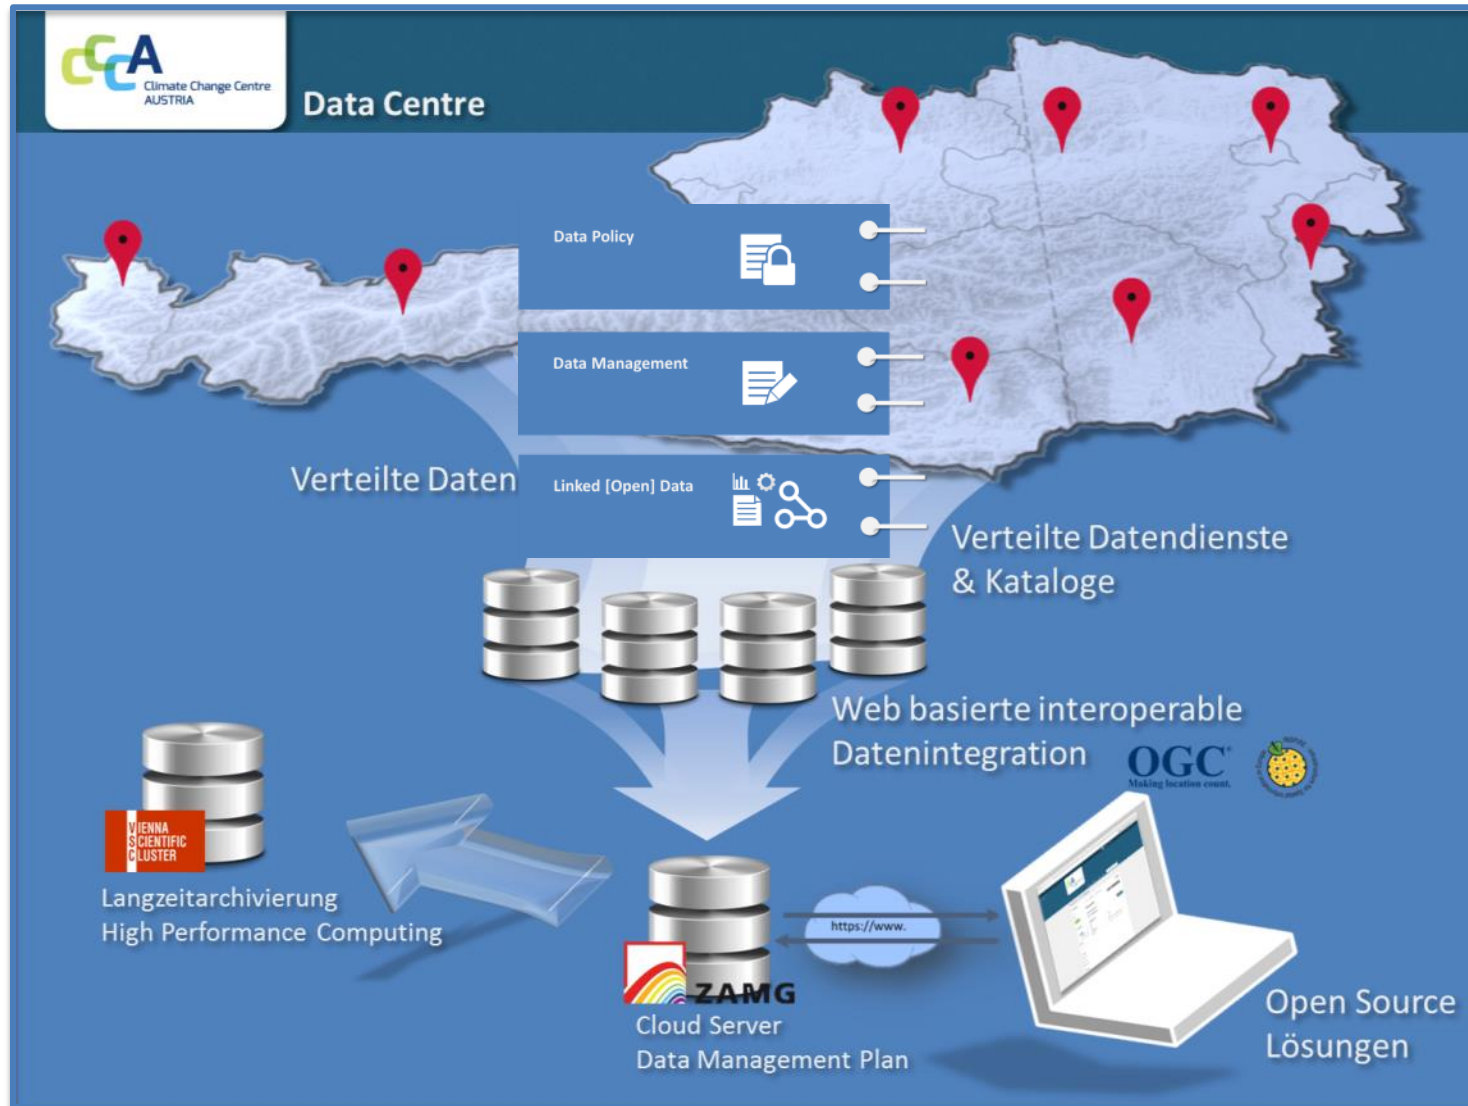 CCCA
Climate Change Centre
AUSTRIA
Data Centre
Data Policy
Data Management
Verteilte Daten
Linked [Open] Data
Verteilte Datendienste
& Kataloge
Web basierte interoperable
Datenintegration
OGC®
Making location count.
VIENNA
SCIENTIFIC
CLUSTER
Langzeitarchivierung
High Performance Computing
https://www.
ZAMG
Cloud Server
Data Management Plan
Open Source
Lösungen